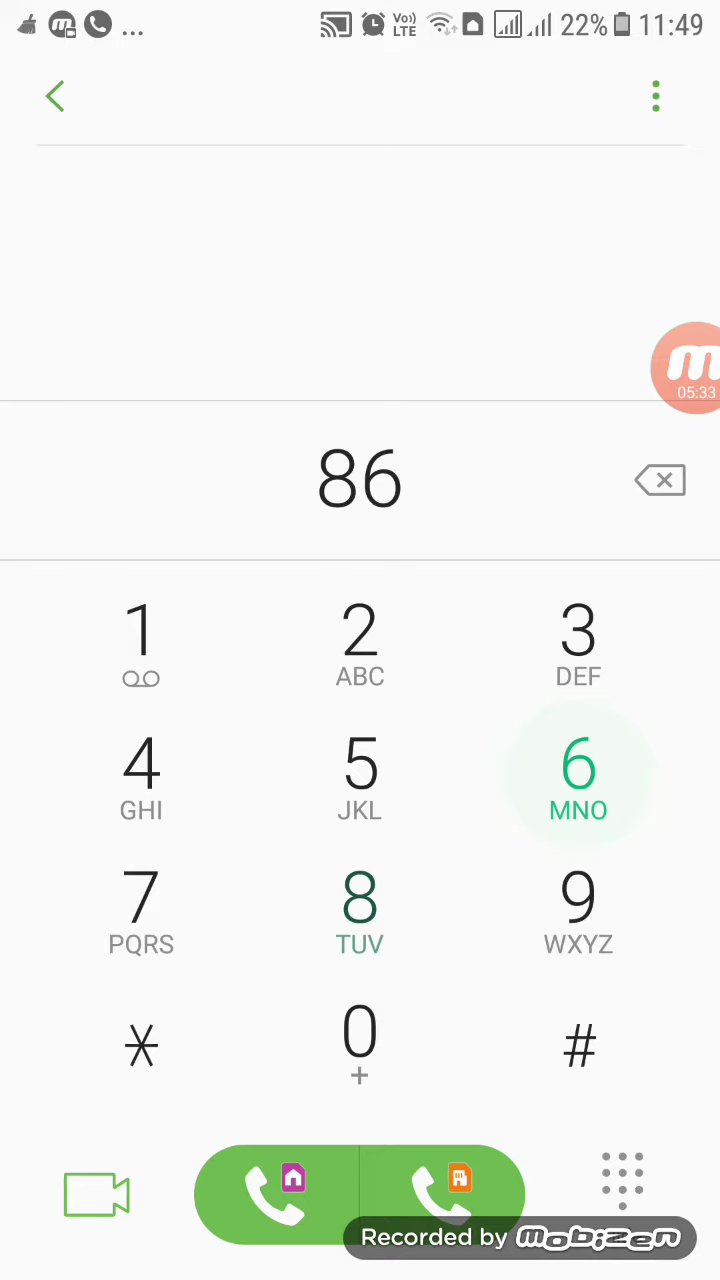 m ... Vo) LTE 22% 11:49
m
05:33
86
1 2 3
ABC DEF
4 5 6
GHI JKL MNO
7 8 9
PQRS TUV WXYZ
* 0 #
+
Recorded by mobizen